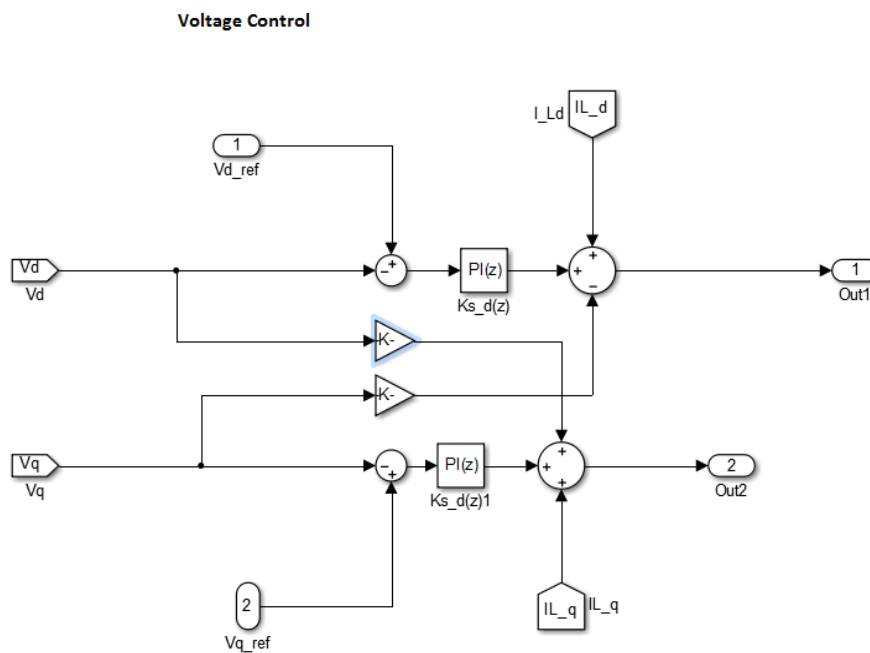 Voltage Control
I_Ld
IL_d
1
Vd_ref
Vd
Vd
PI(z)
Ks_d(z)
1
Out1
K-
K-
Vq
Vq
PI(z)
Ks_d(z)1
2
Out2
2
Vq_ref
IL_q
IL_q